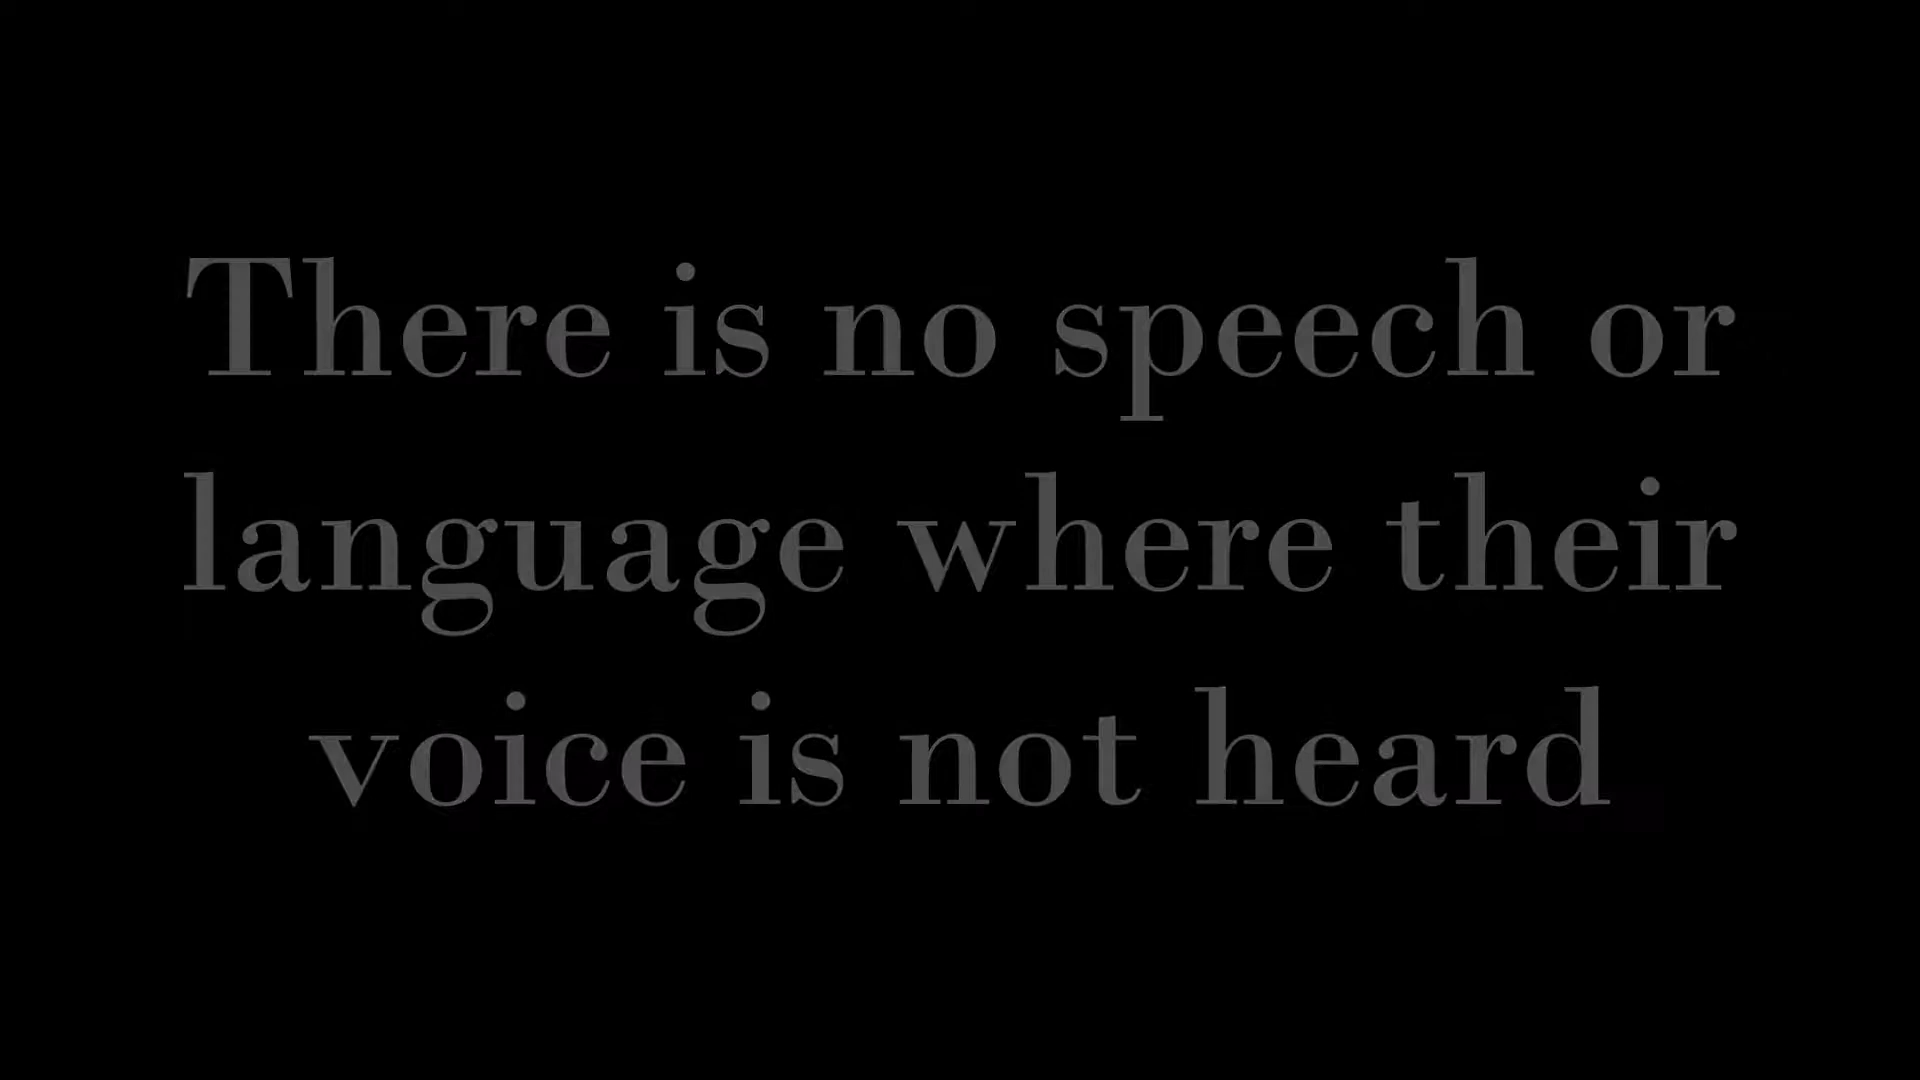 There is no speech or
language where their
voice is not heard